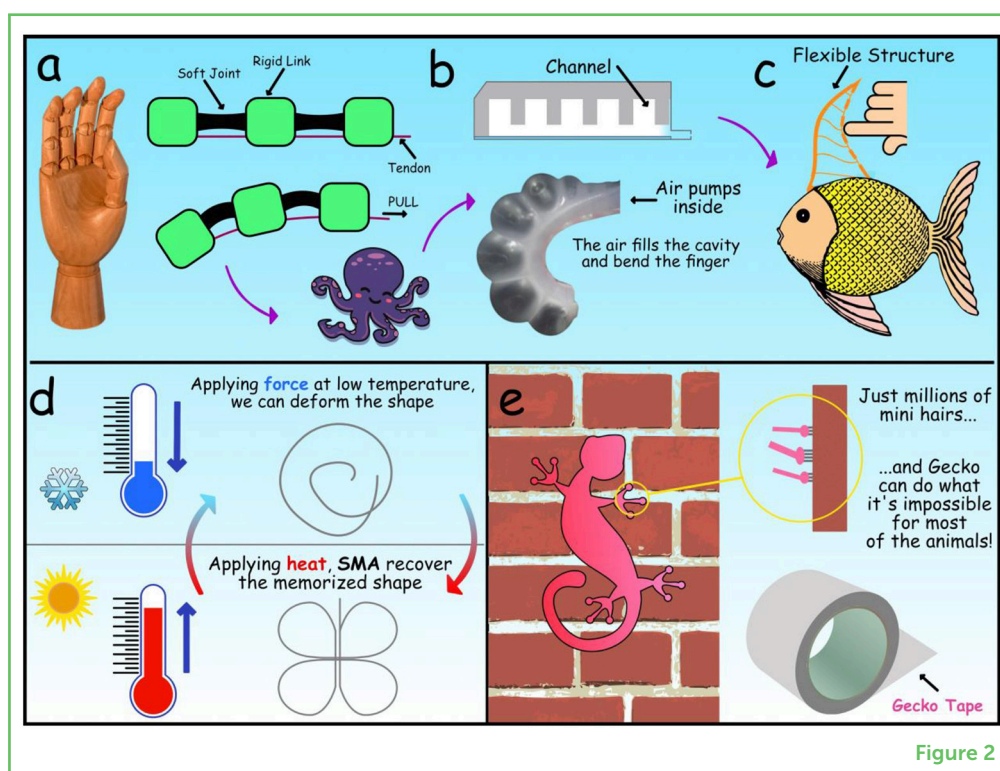 a
Soft Joint
Rigid Link
Tendon
PULL
b
Channel
Air pumps
inside
The air fills the cavity
and bend the finger
c
Flexible Structure
d
Applying force at low temperature,
we can deform the shape
Applying heat, SMA recover
the memorized shape
e
Just millions of
mini hairs...
...and Gecko
can do what
it's impossible
for most
of the animals!
Gecko Tape
Figure 2